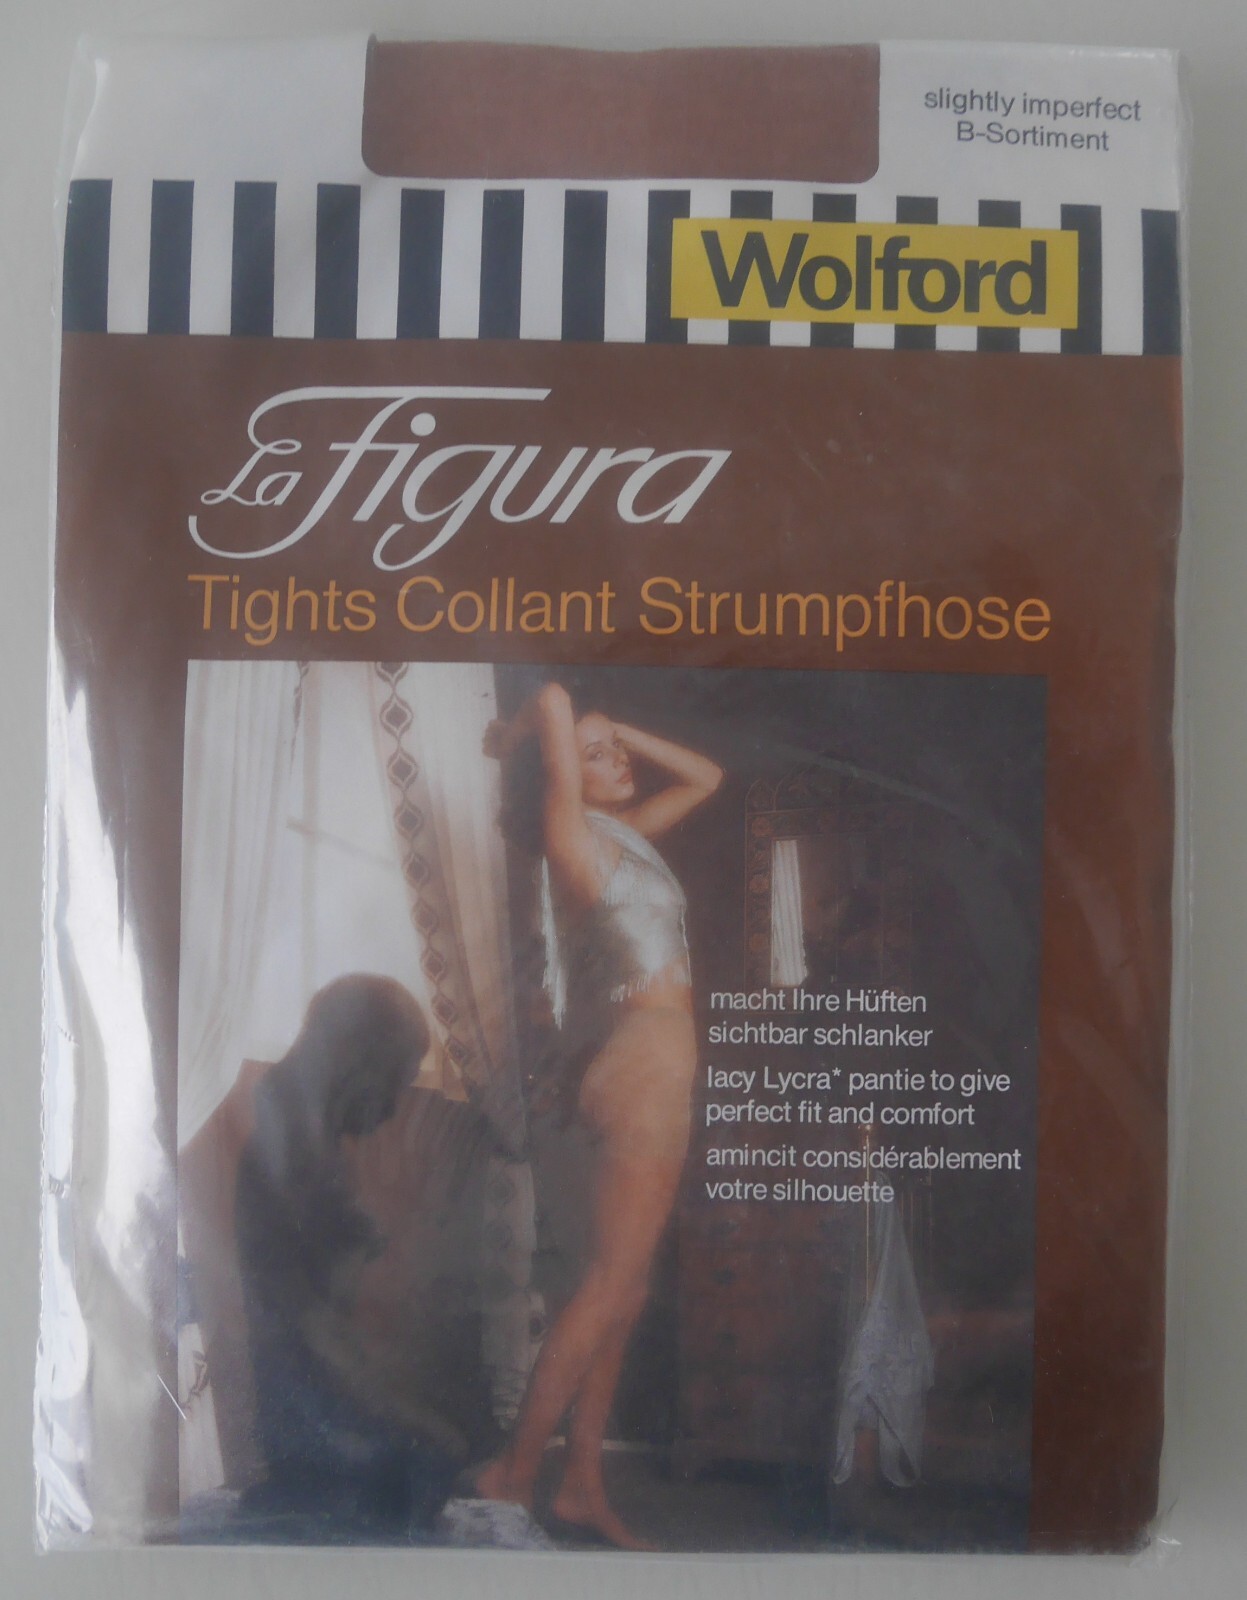 slightly imperfect
B-Sortiment
Wolford
La Figura
Tights Collant Strumpfhose
macht Ihre Hüften
sichtbar schlanker
lacy Lycra* pantie to give
perfect fit and comfort
amincit considérablement
votre silhouette